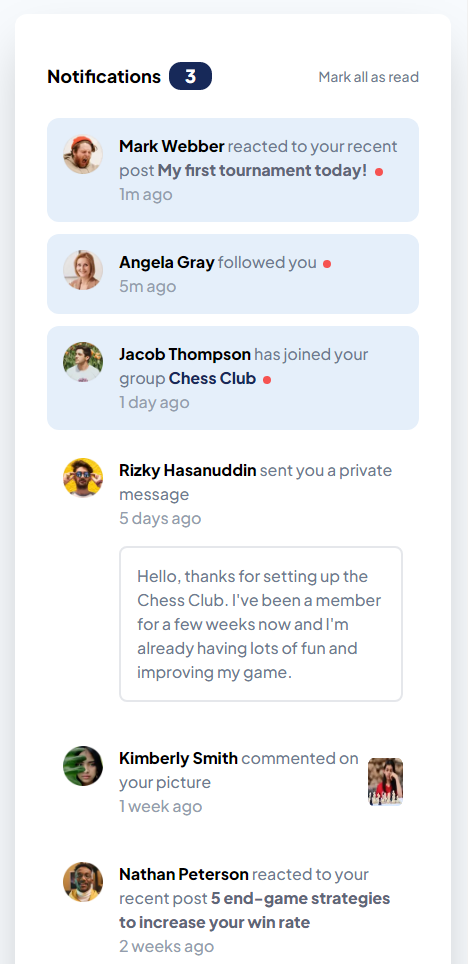 Notifications 3 Mark all as read
Mark Webber reacted to your recent
post My first tournament today!
1m ago
Angela Gray followed you
5m ago
Jacob Thompson has joined your
group Chess Club
1 day ago
Rizky Hasanuddin sent you a private
message
5 days ago
Hello, thanks for setting up the
Chess Club. I've been a member
for a few weeks now and I'm
already having lots of fun and
improving my game.
Kimberly Smith commented on
your picture
1 week ago
Nathan Peterson reacted to your
recent post 5 end-game strategies
to increase your win rate
2 weeks ago